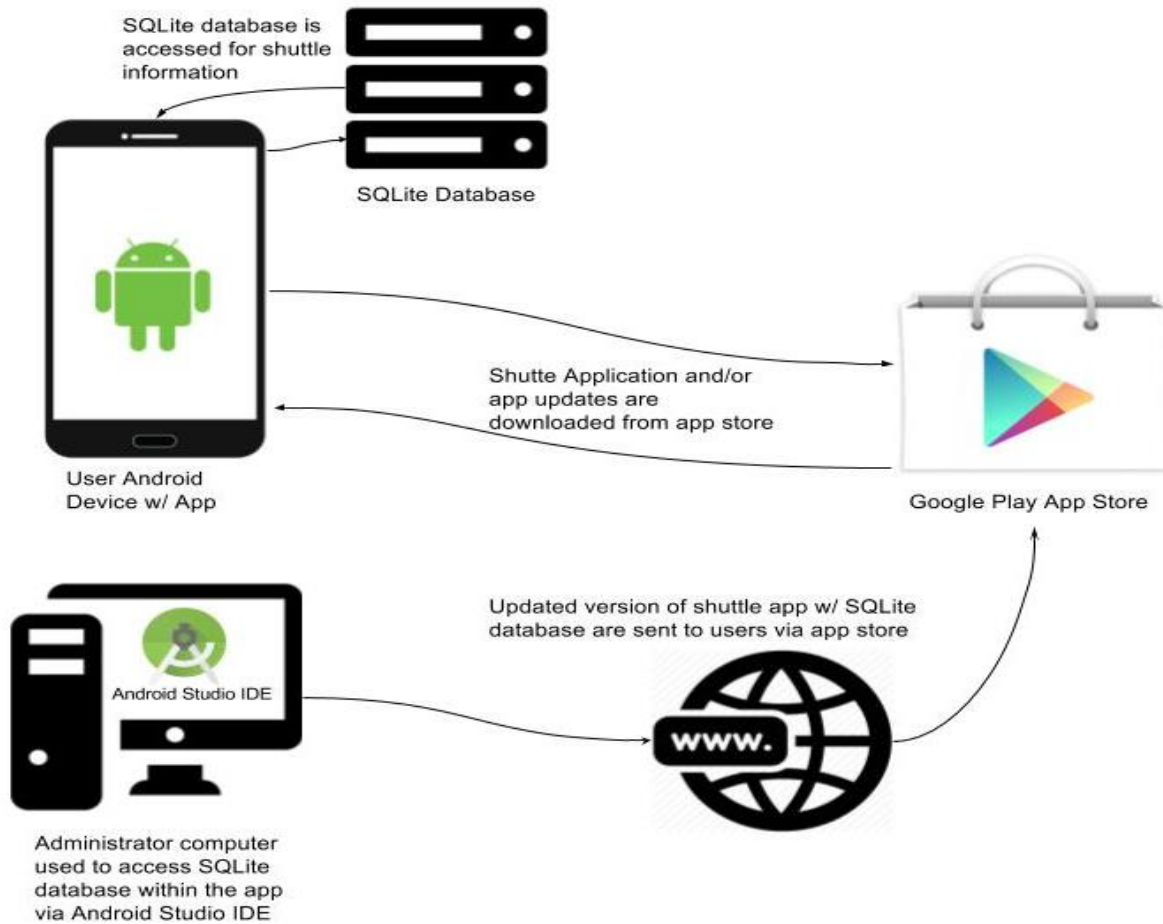 SQLite database is
accessed for shuttle
information
SQLite Database
Shutte Application and/or
app updates are
downloaded from app store
User Android
Device w/ App
Google Play App Store
Updated version of shuttle app w/ SQLite
database are sent to users via app store
Android Studio IDE
www.
Administrator computer
used to access SQLite
database within the app
via Android Studio IDE